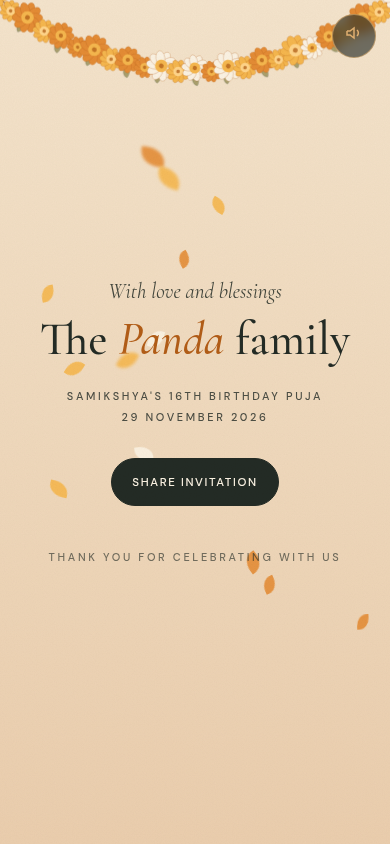 With love and blessings
The Panda family
SAMIKSHYA'S 16TH BIRTHDAY PUJA
29 NOVEMBER 2026
SHARE INVITATION
THANK YOU FOR CELEBRATING WITH US